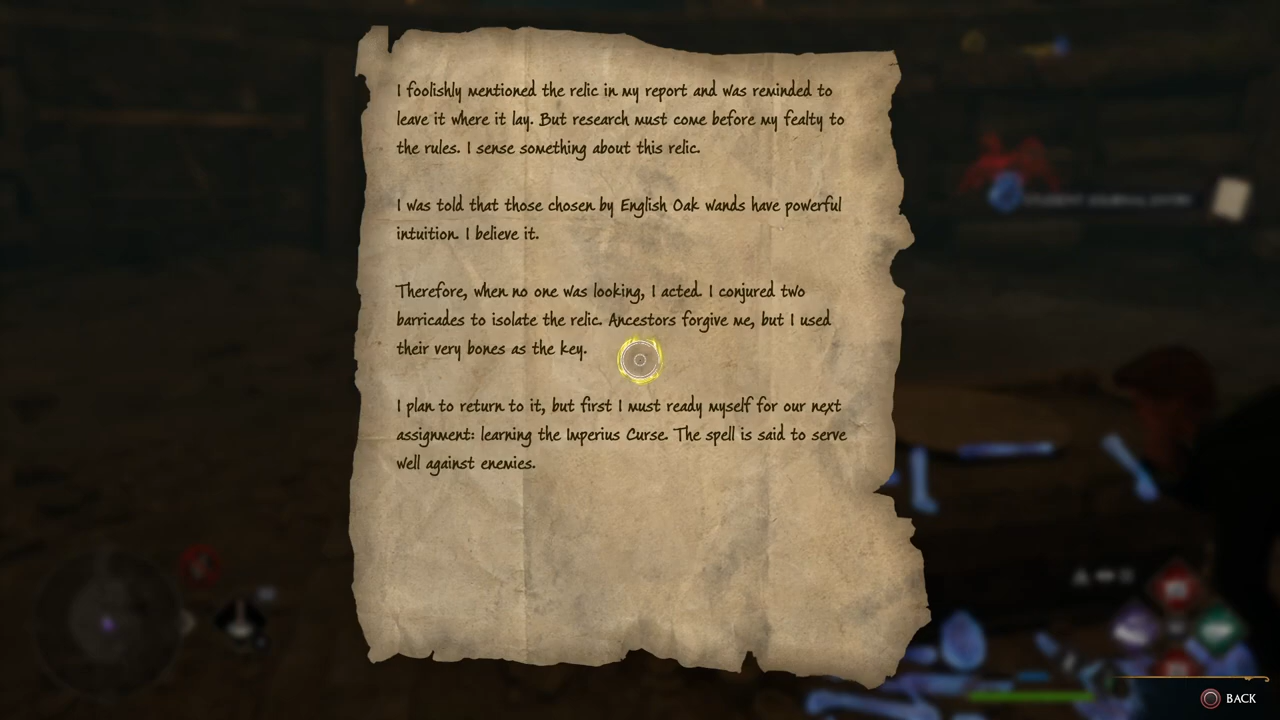 I foolishly mentioned the relic in my report and was reminded to
leave it where it lay. But research must come before my fealty to
the rules. I sense something about this relic.
I was told that those chosen by English Oak wands have powerful
intuition. I believe it.
Therefore, when no one was looking, I acted. I conjured two
barricades to isolate the relic. Ancestors forgive me, but I used
their very bones as the key.
I plan to return to it, but first I must ready myself for our next
assignment: learning the Imperius Curse. The spell is said to serve
well against enemies.
BACK